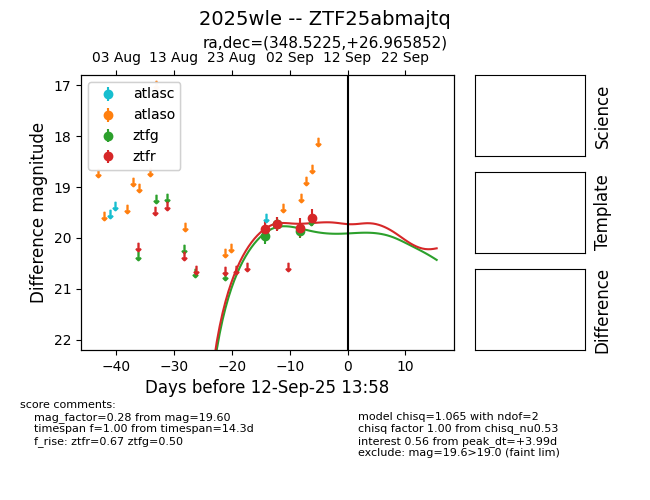 2025wle -- ZTF25abmajtq
ra,dec=(348.5225,+26.965852)
03 Aug 13 Aug 23 Aug 02 Sep 12 Sep 22 Sep
17
18
19
20
21
22
Difference magnitude
atlasc
atlaso
ztfg
ztfr
−40 −30 −20 −10 0 10
Days before 12-Sep-25 13:58
Science
Template
Difference
score comments:
mag_factor=0.28 from mag=19.60
timespan f=1.00 from timespan=14.3d
f_rise: ztfr=0.67 ztfg=0.50
model chisq=1.065 with ndof=2
chisq factor 1.00 from chisq_nu0.53
interest 0.56 from peak_dt=+3.99d
exclude: mag=19.6>19.0 (faint lim)